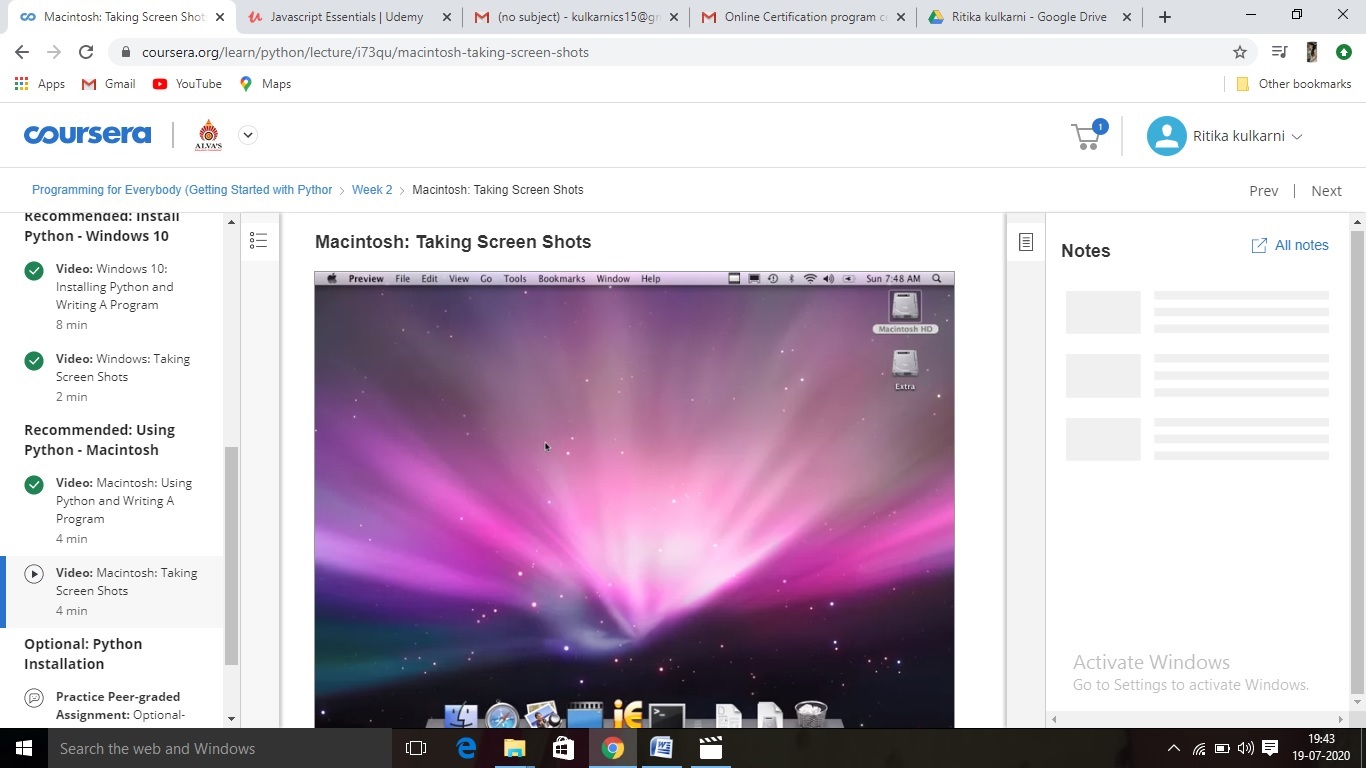 Macintosh: Taking Screen Shots
Javascript Essentials | Udemy
(no subject) - kulkarnics15@gm
Online Certification program c
Ritika kulkarni - Google Drive
coursera.org/learn/python/lecture/i73qu/macintosh-taking-screen-shots
Apps Gmail YouTube Maps Other bookmarks
coursera
ALVA'S
1
Ritika kulkarni
Programming for Everybody (Getting Started with Python
Week 2
Macintosh: Taking Screen Shots
Prev | Next
Recommended: Install
Python - Windows 10
Video: Windows 10:
Installing Python and
Writing A Program
8 min
Video: Windows: Taking
Screen Shots
2 min
Recommended: Using
Python - Macintosh
Video: Macintosh: Using
Python and Writing A
Program
4 min
Video: Macintosh: Taking
Screen Shots
4 min
Optional: Python
Installation
Practice Peer-graded
Assignment: Optional-
Macintosh: Taking Screen Shots
Preview File Edit View Go Tools Bookmarks Window Help Sun 7:48 AM
Macintosh HD
Extra
Notes
All notes
Activate Windows
Go to Settings to activate Windows.
Search the web and Windows
19:43
19-07-2020